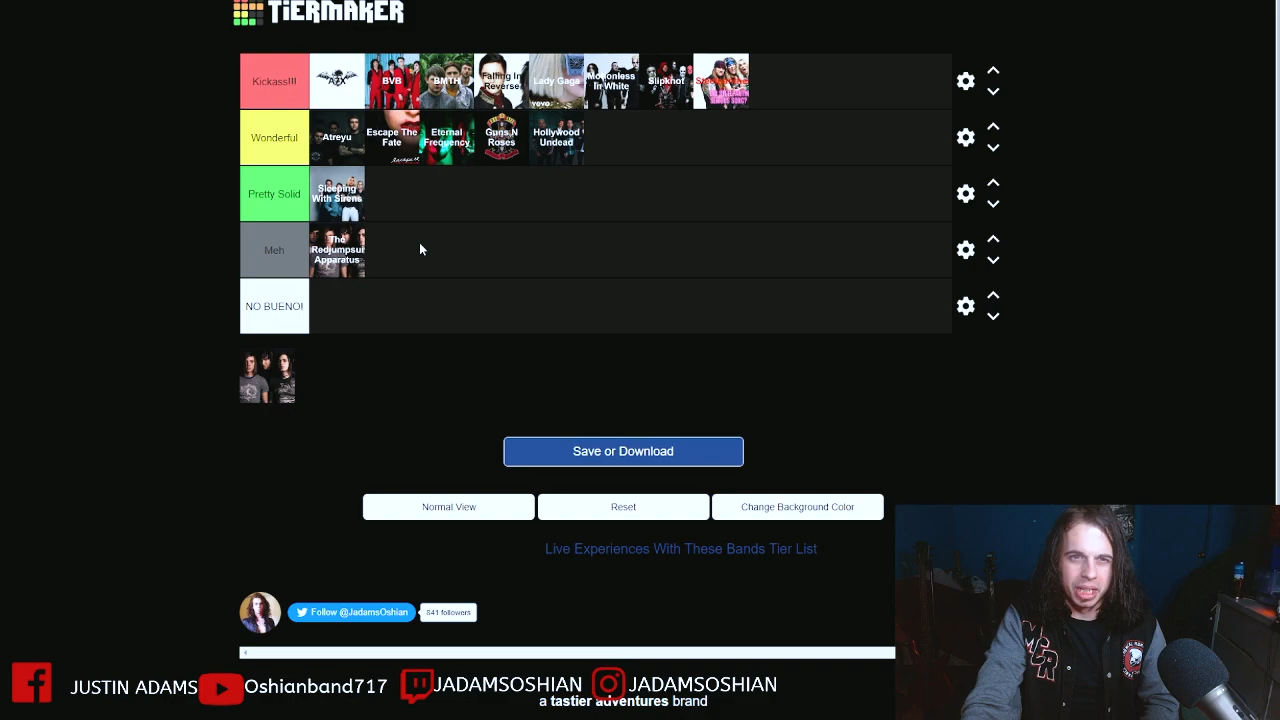 TIERMAKER
Kickass!!!
A7X
BVB
BMTH
Falling In
Reverse
Lady Gaga
Motionless
In White
Slipknot
Wonderful
Atreyu
Escape The
Fate
Eternal
Frequency
Guns N
Roses
Hollywood
Undead
Pretty Solid
Sleeping
With Sirens
Meh
The
Redjumpsui
Apparatus
NO BUENO!
Save or Download
Normal View
Reset
Change Background Color
Live Experiences With These Bands Tier List
Follow @JadamsOshian
641 followers
JUSTIN ADAMS
Oshianband717
JADAMSOSHIAN
JADAMSOSHIAN
a tastier adventures brand